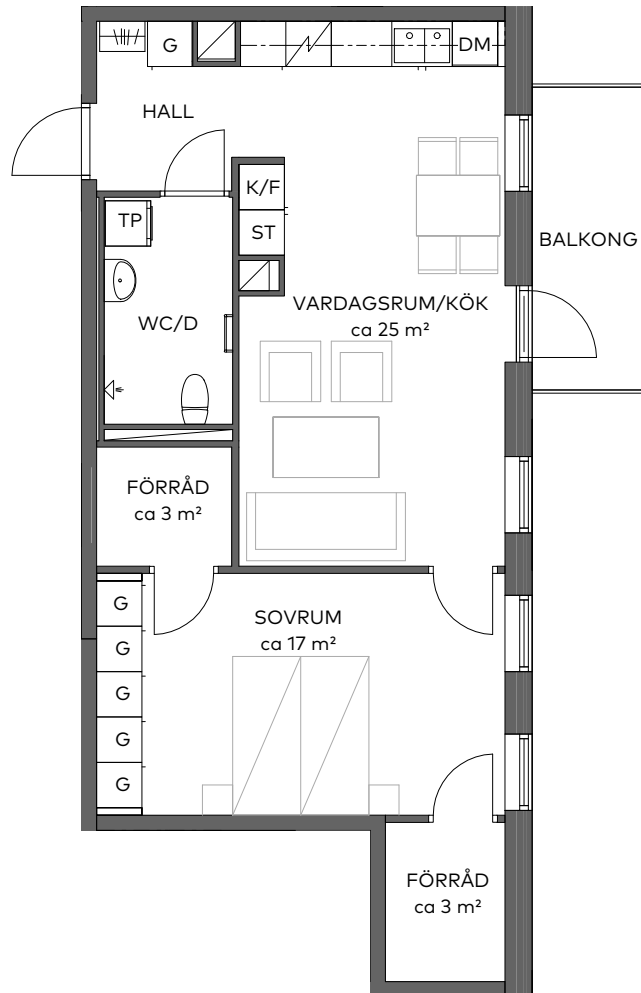 G
DM
HALL
K/F
TP
ST
BALKONG
VARDAGSRUM/KÖK
ca 25 m²
WC/D
FÖRRÅD
ca 3 m²
G
SOVRUM
ca 17 m²
G
G
G
G
FÖRRÅD
ca 3 m²